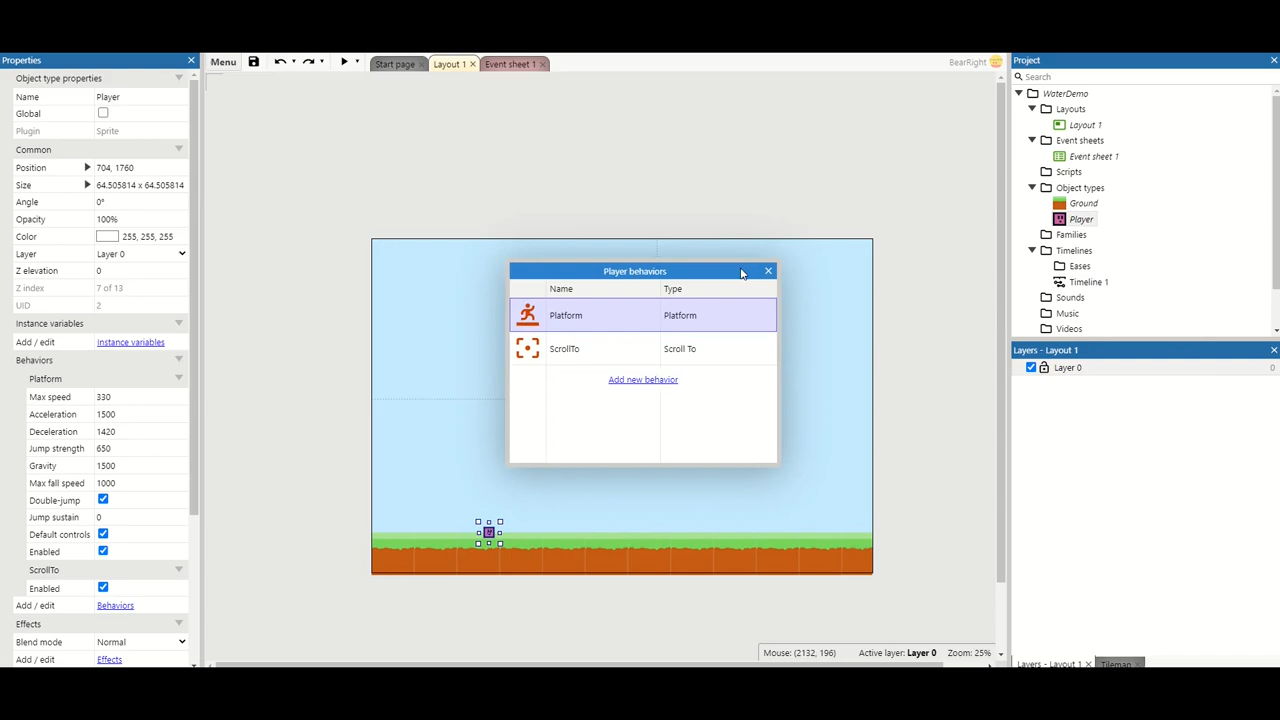 Properties
Object type properties
Name Player
Global
Plugin Sprite
Common
Position 704, 1760
Size 64.505814 x 64.505814
Angle 0°
Opacity 100%
Color 255, 255, 255
Layer Layer 0
Z elevation 0
Z index 7 of 13
UID 2
Instance variables
Add / edit Instance variables
Behaviors
Platform
Max speed 330
Acceleration 1500
Deceleration 1420
Jump strength 650
Gravity 1500
Max fall speed 1000
Double-jump
Jump sustain 0
Default controls
Enabled
ScrollTo
Enabled
Add / edit Behaviors
Effects
Blend mode Normal
Add / edit Effects
Menu
Start page
Layout 1
Event sheet 1
BearRight
Player behaviors
Name Type
Platform Platform
ScrollTo Scroll To
Add new behavior
Mouse: (2132, 196) Active layer: Layer 0 Zoom: 25%
Project
Search
WaterDemo
Layouts
Layout 1
Event sheets
Event sheet 1
Scripts
Object types
Ground
Player
Families
Timelines
Eases
Timeline 1
Sounds
Music
Videos
Layers - Layout 1
Layer 0 0
Layers - Layout 1 Tilemap